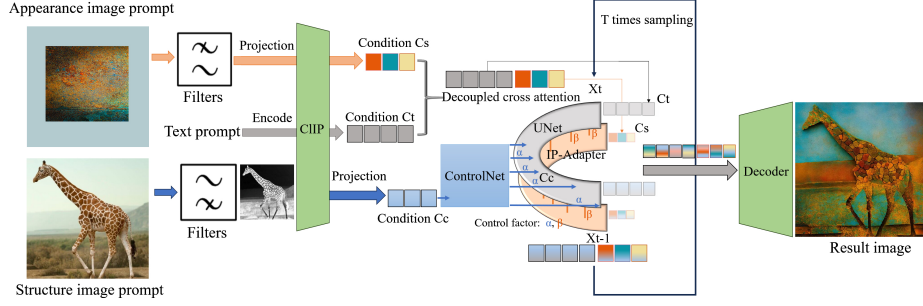 Appearance image prompt
T times sampling
Projection
Condition Cs
Filters
Decoupled cross attention
Xt
Ct
Encode
Text prompt
ClIP
Condition Ct
UNet
Cs
β
β
IP-Adapter
α
α
α
Cc
α
β
β
Projection
ControlNet
Condition Cc
Filters
Control factor: α, β
Xt-1
Decoder
Result image
Structure image prompt